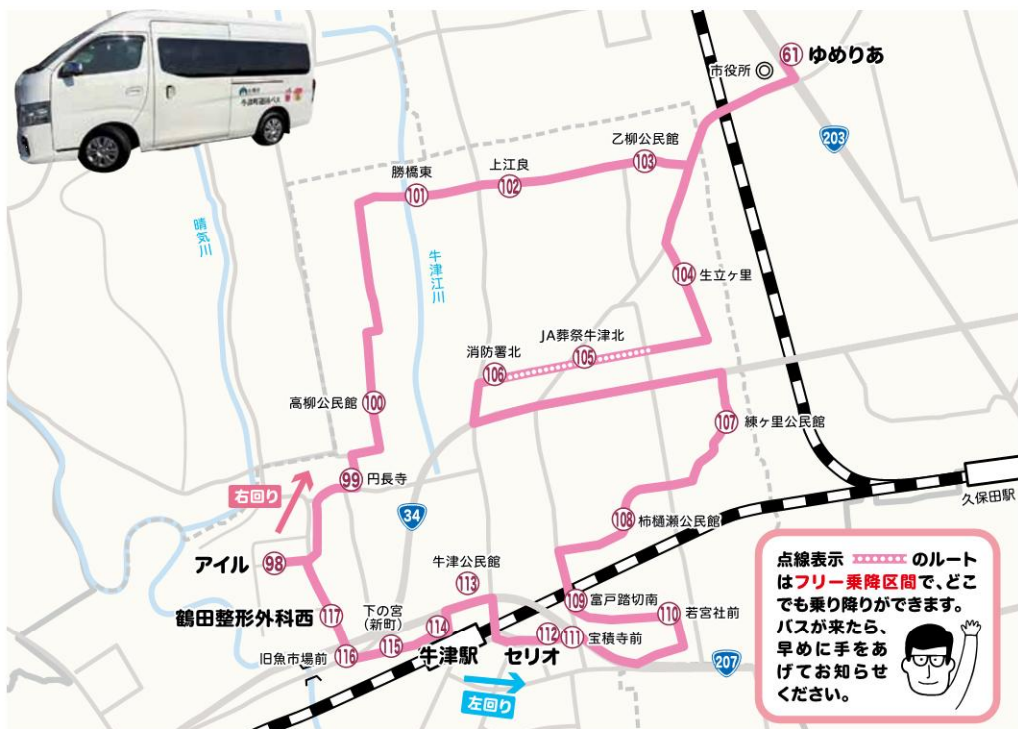 61 ゆめりあ
市役所
203
乙柳公民館
103
上江良
102
勝橋東
101
晴気川
牛津江川
104 生立ヶ里
JA葬祭牛津北
105
消防署北
106
高柳公民館 100
107
練ヶ里公民館
99 円長寺
右回り
34
久保田駅
108 柿樋瀬公民館
アイル 98
牛津公民館
113
109 富戸踏切南
110 若宮社前
鶴田整形外科西 117
下の宮
(新町)
114
115
112 111 宝積寺前
旧魚市場前 116
牛津駅
セリオ
207
左回り
点線表示 のルート
はフリー乗降区間で、どこ
でも乗り降りができます。
バスが来たら、
早めに手をあ
げてお知らせ
ください。